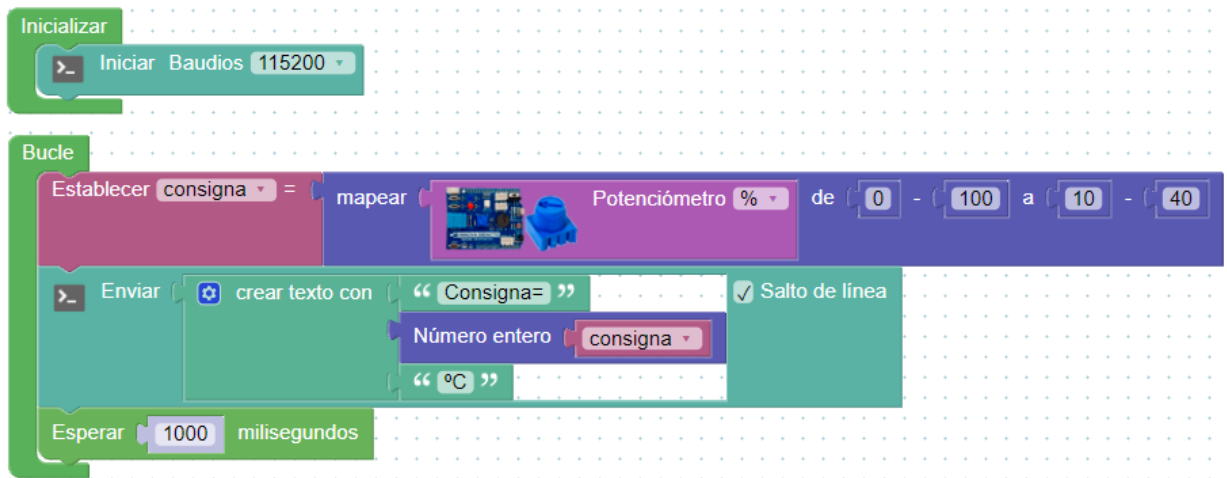 Inicializar
>_ Iniciar Baudios 115200
Bucle
Establecer consigna = mapear Potenciómetro % de 0 - 100 a 10 - 40
>_ Enviar crear texto con “ Consigna= ” Salto de línea
Número entero consigna
“ ºC ”
Esperar 1000 milisegundos